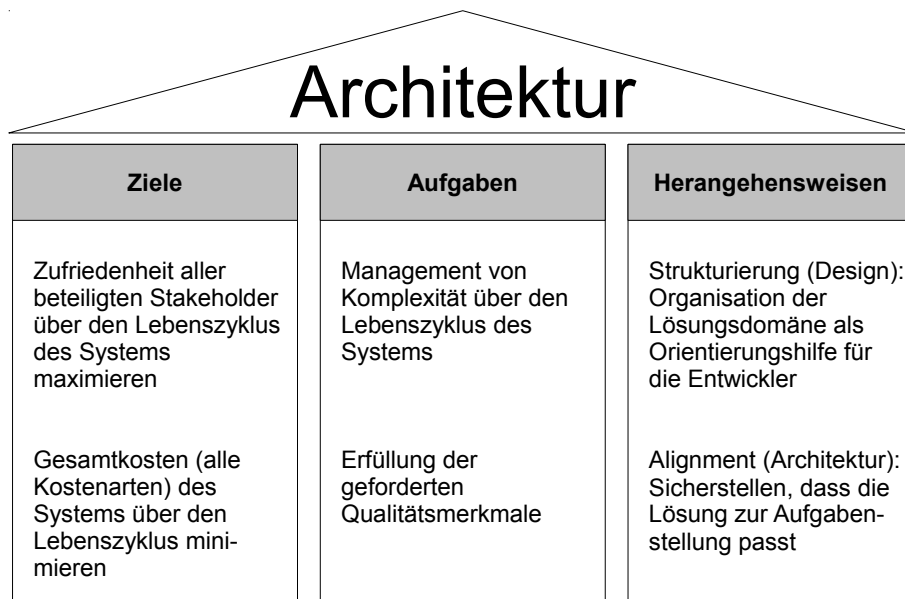 Architektur
Ziele
Zufriedenheit aller
beteiligten Stakeholder
über den Lebenszyklus
des Systems
maximieren
Gesamtkosten (alle
Kostenarten) des
Systems über den
Lebenszyklus mini-
mieren
Aufgaben
Management von
Komplexität über den
Lebenszyklus des
Systems
Erfüllung der
geforderten
Qualitätsmerkmale
Herangehensweisen
Strukturierung (Design):
Organisation der
Lösungsdomäne als
Orientierungshilfe für
die Entwickler
Alignment (Architektur):
Sicherstellen, dass die
Lösung zur Aufgaben-
stellung passt